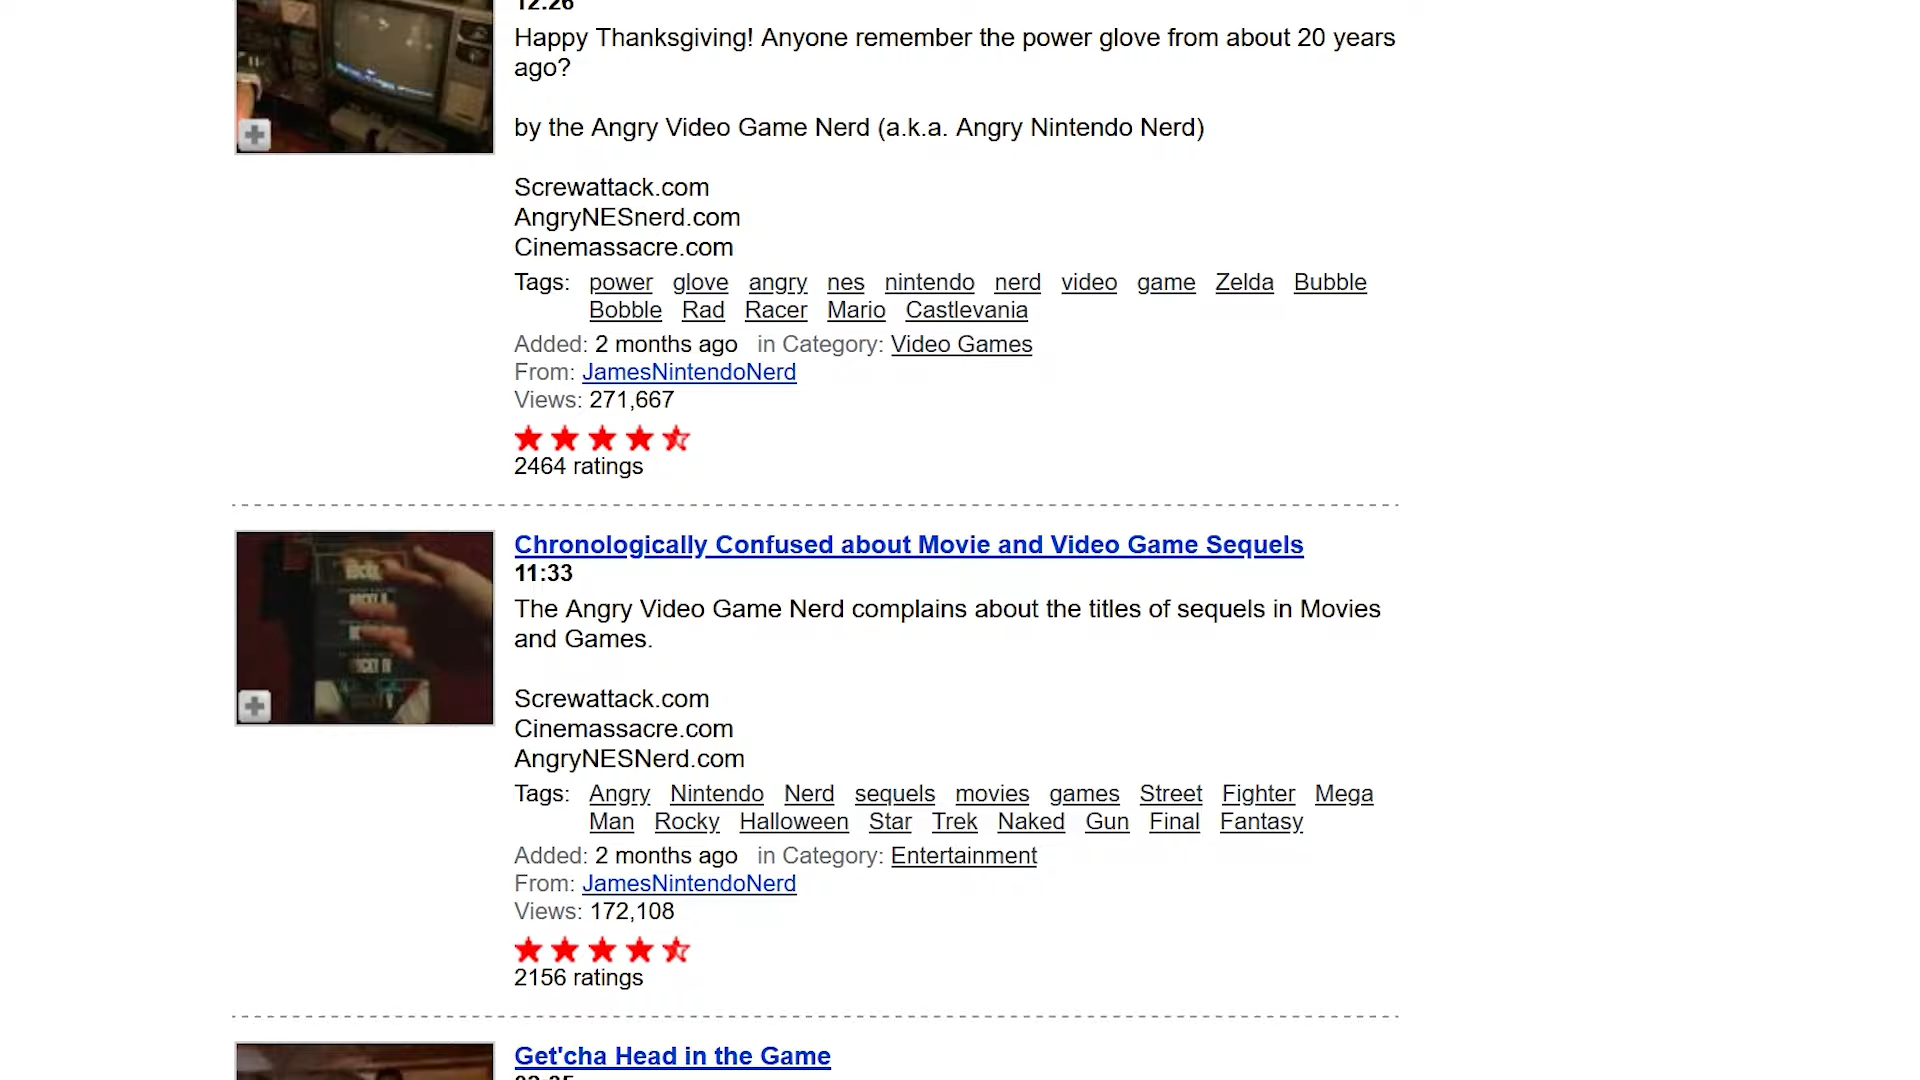 12:26
Happy Thanksgiving! Anyone remember the power glove from about 20 years
ago?
by the Angry Video Game Nerd (a.k.a. Angry Nintendo Nerd)
Screwattack.com
AngryNESnerd.com
Cinemassacre.com
Tags: power glove angry nes nintendo nerd video game Zelda Bubble
Bobble Rad Racer Mario Castlevania
Added: 2 months ago in Category: Video Games
From: JamesNintendoNerd
Views: 271,667
2464 ratings
Chronologically Confused about Movie and Video Game Sequels
11:33
The Angry Video Game Nerd complains about the titles of sequels in Movies
and Games.
Screwattack.com
Cinemassacre.com
AngryNESNerd.com
Tags: Angry Nintendo Nerd sequels movies games Street Fighter Mega
Man Rocky Halloween Star Trek Naked Gun Final Fantasy
Added: 2 months ago in Category: Entertainment
From: JamesNintendoNerd
Views: 172,108
2156 ratings
Get'cha Head in the Game